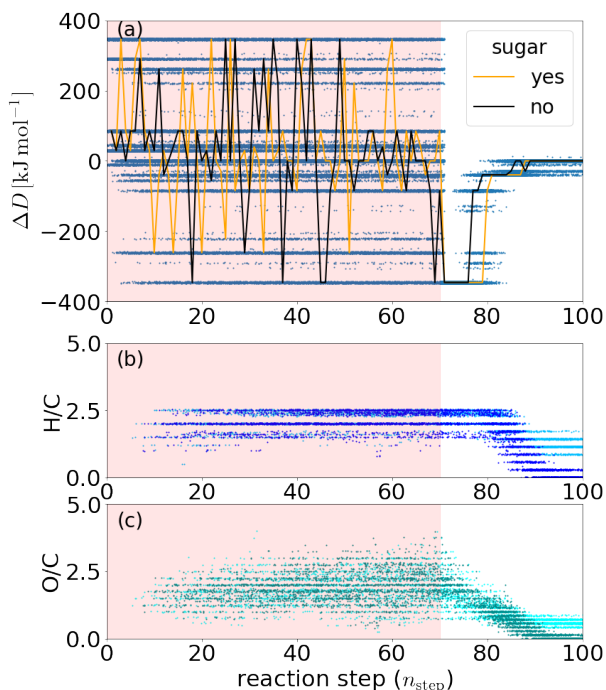 (a)
sugar
yes
no
400
200
0
−200
−400
ΔD [kJ mol⁻¹]
0 20 40 60 80 100
(b)
5.0
2.5
0.0
H/C
0 20 40 60 80 100
(c)
5.0
2.5
0.0
O/C
0 20 40 60 80 100
reaction step (n_step)